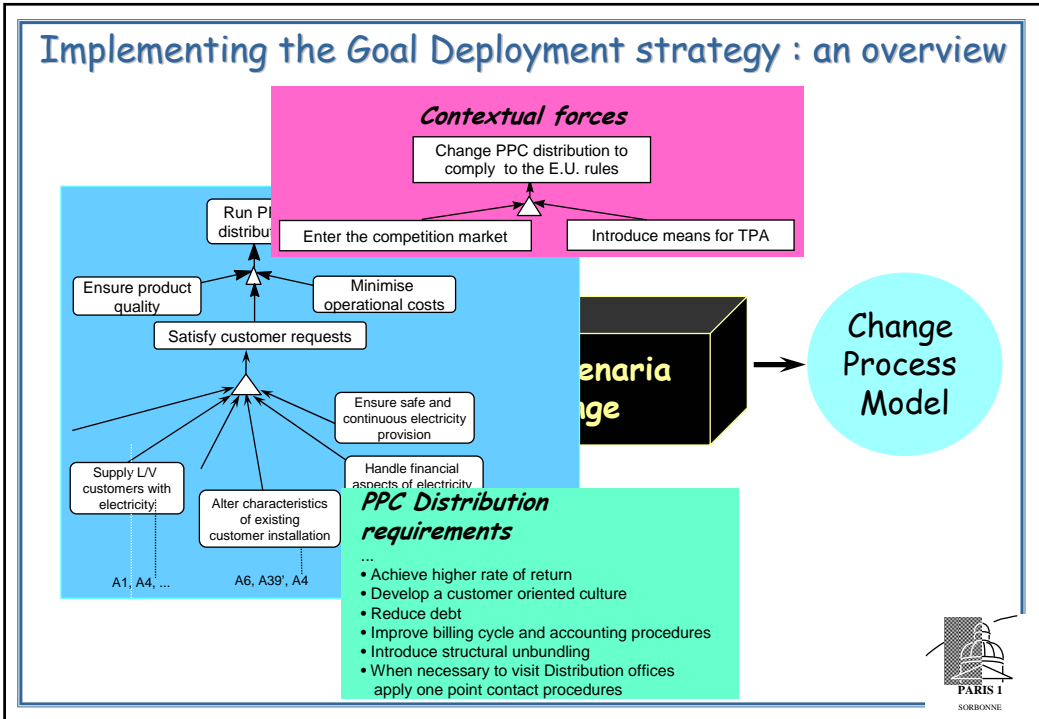 Implementing the Goal Deployment strategy : an overview
Contextual forces
Change PPC distribution to
comply to the E.U. rules
Enter the competition market
Introduce means for TPA
Run
Ensure product
quality
Minimise
operational costs
Satisfy customer requests
Ensure safe and
continuous electricity
provision
Supply L/V
customers with
electricity
Alter characteristics
of existing
customer installation
Handle financial
aspects of electricity
A1, A4, ...
A6, A39', A4
PPC Distribution
requirements
...
• Achieve higher rate of return
• Develop a customer oriented culture
• Reduce debt
• Improve billing cycle and accounting procedures
• Introduce structural unbundling
• When necessary to visit Distribution offices
apply one point contact procedures
Change
Process
Model
PARIS 1
SORBONNE